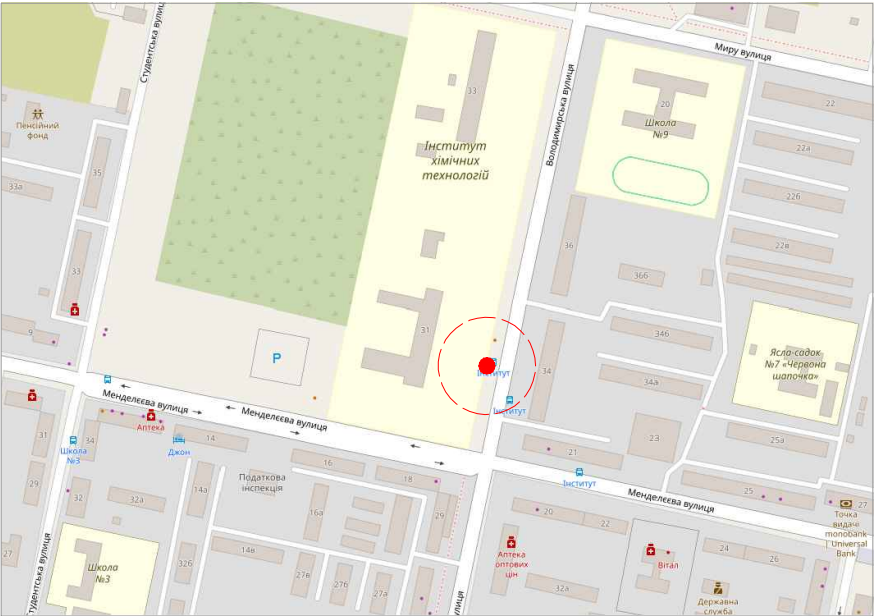 Студентська вулиця
Миру вулиця
33
20
Школа
№9
22
Пенсійний
фонд
Володимирська вулиця
Інститут
хімічних
технологій
22а
35
33а
22б
36
22в
33
36б
9
31
P
34б
Ясла-садок
№7 «Червона
шапочка»
Інститут
34
34а
Менделєєва вулиця
Менделєєва вулиця
Інститут
Аптека
31
34
14
Джон
23
25а
Школа
№3
21
16
18
Податкова
інспекція
Інститут
Менделєєва вулиця
25
27
29
32
32а
14а
16а
29
20
22
Точка
видачі
monobank
| Universal
Bank
14в
Аптека
оптових
цін
24
26
Вітал
27
Школа
№3
32б
27в
27б
27а
32а
Державна
служба